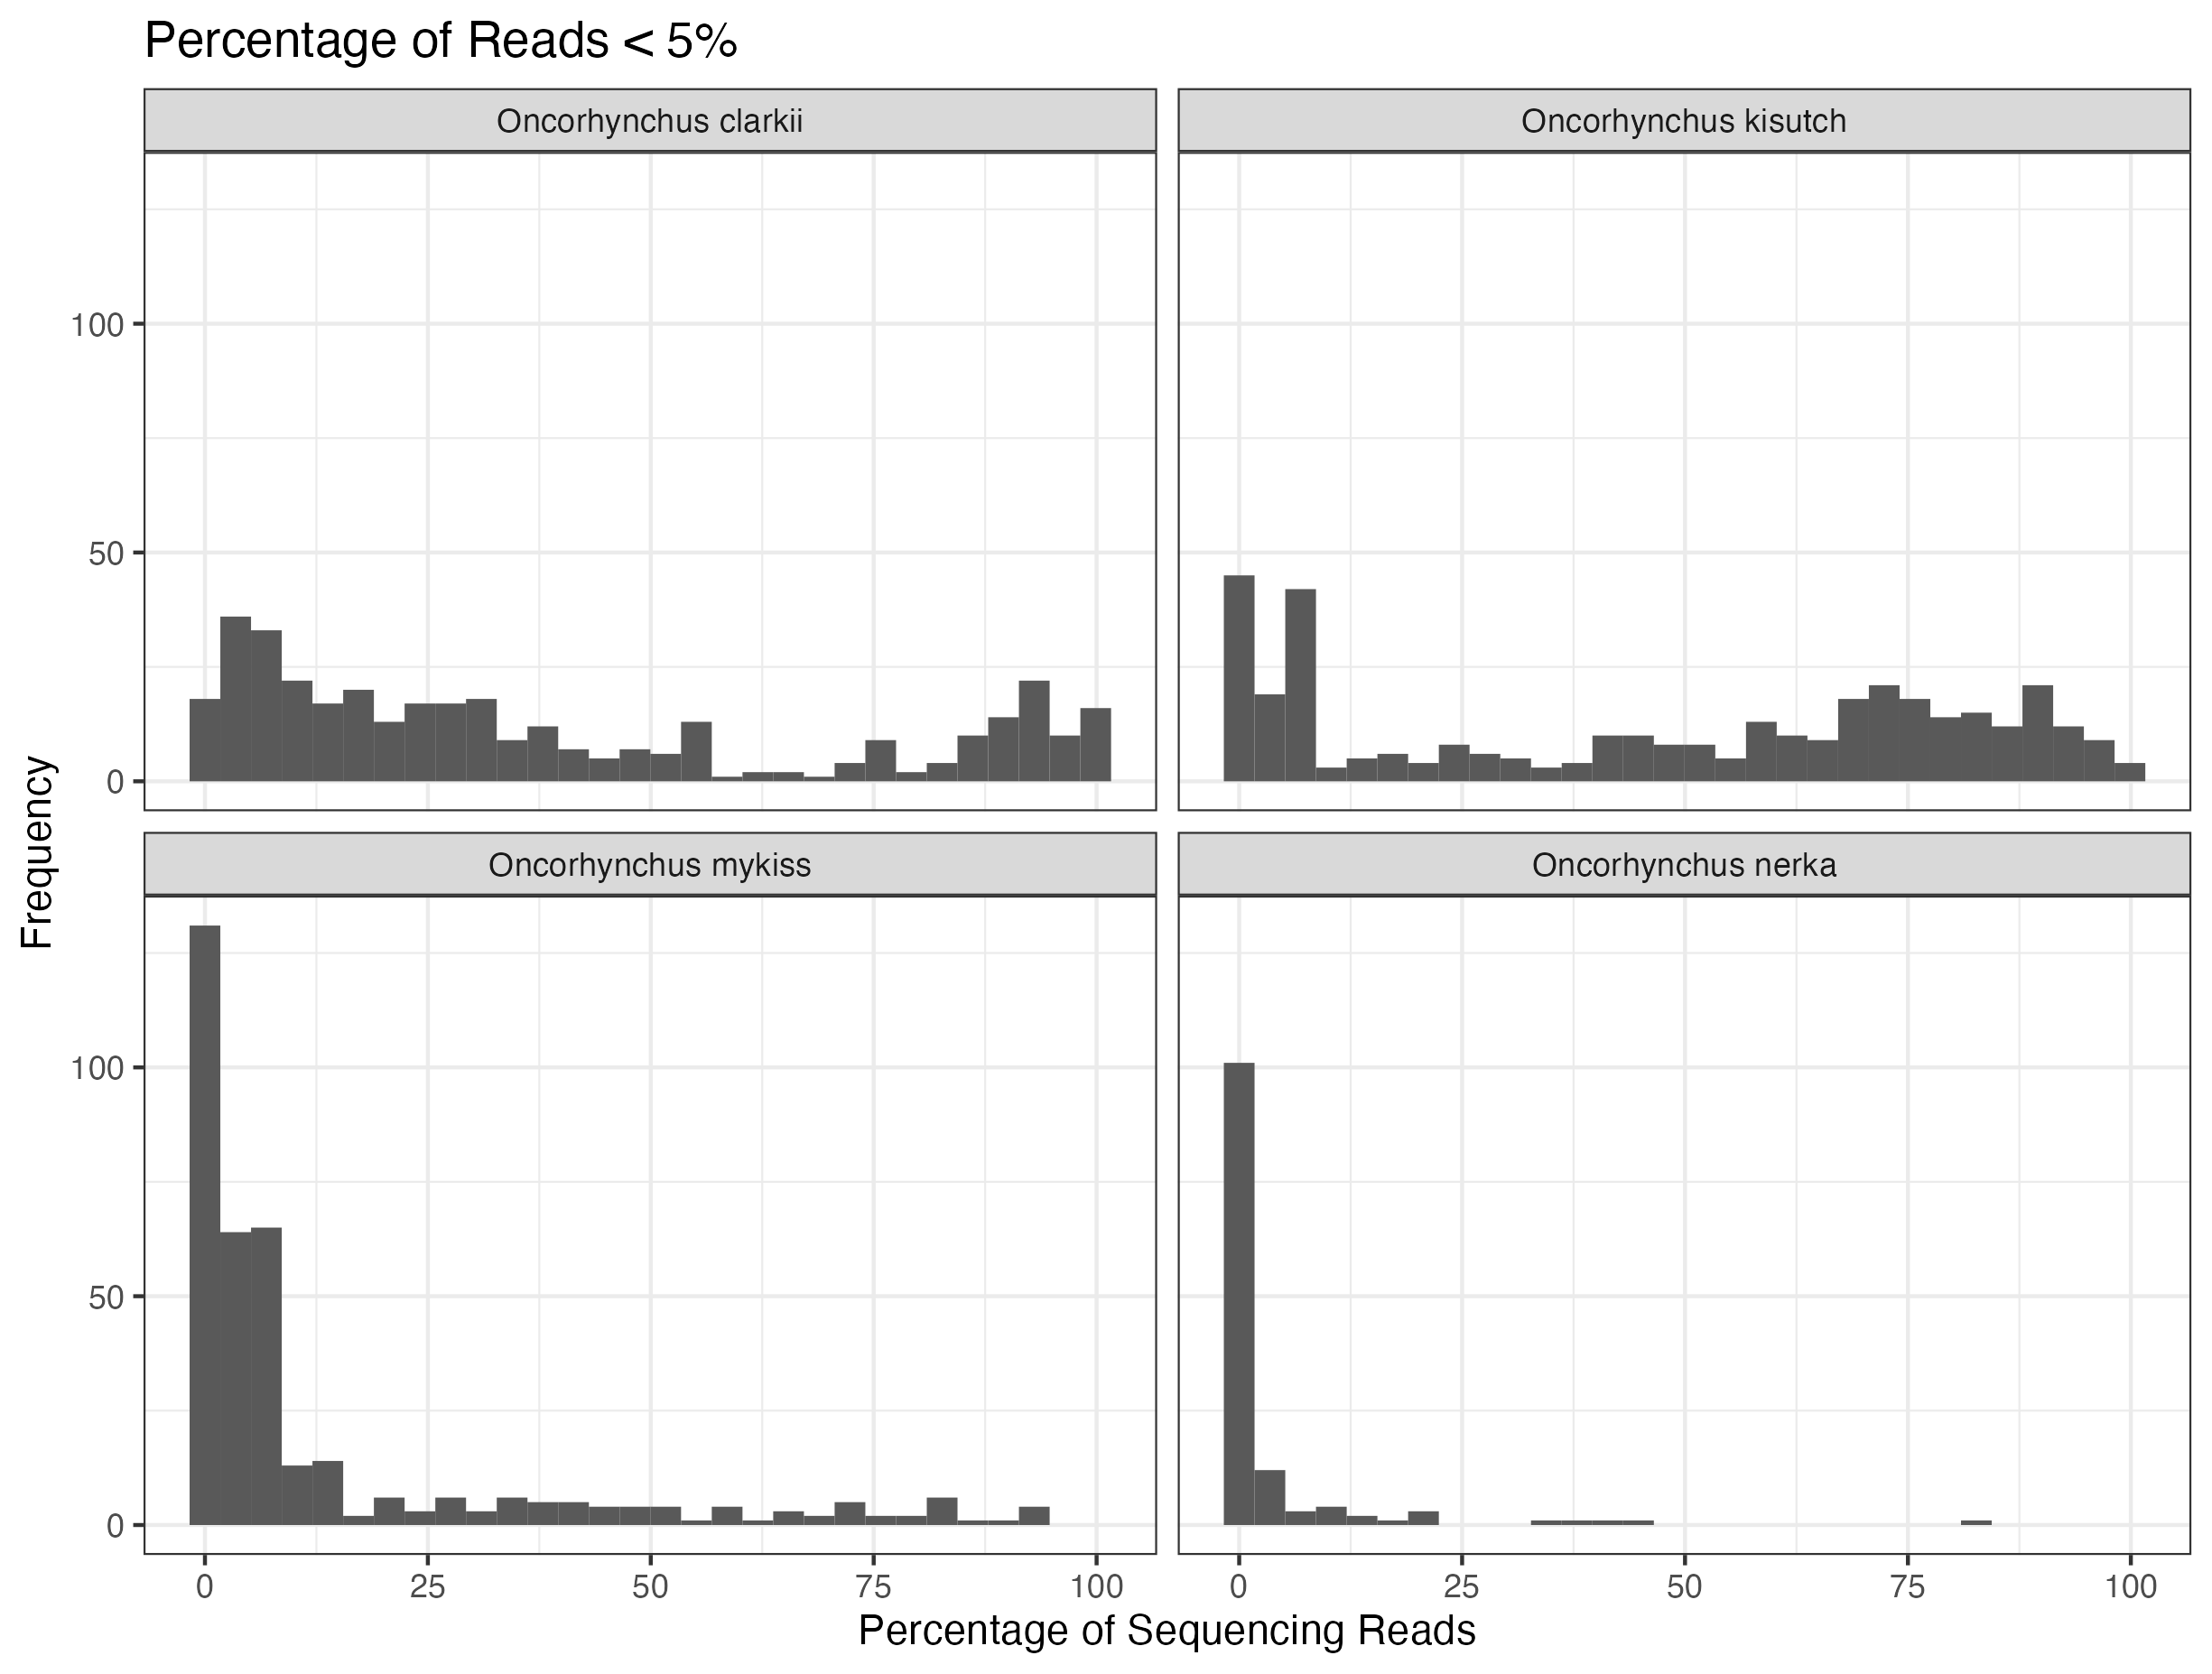 Percentage of Reads < 5%
Oncorhynchus clarkii
Oncorhynchus kisutch
100
50
0
Frequency
Oncorhynchus mykiss
Oncorhynchus nerka
100
50
0
0 25 50 75 100
0 25 50 75 100
Percentage of Sequencing Reads